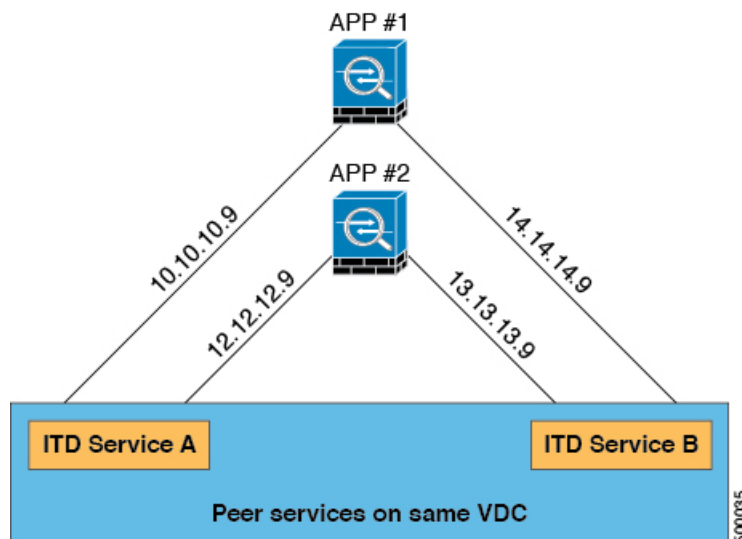 APP #1
APP #2
10.10.10.9
14.14.14.9
12.12.12.9
13.13.13.9
ITD Service A
ITD Service B
Peer services on same VDC
500035